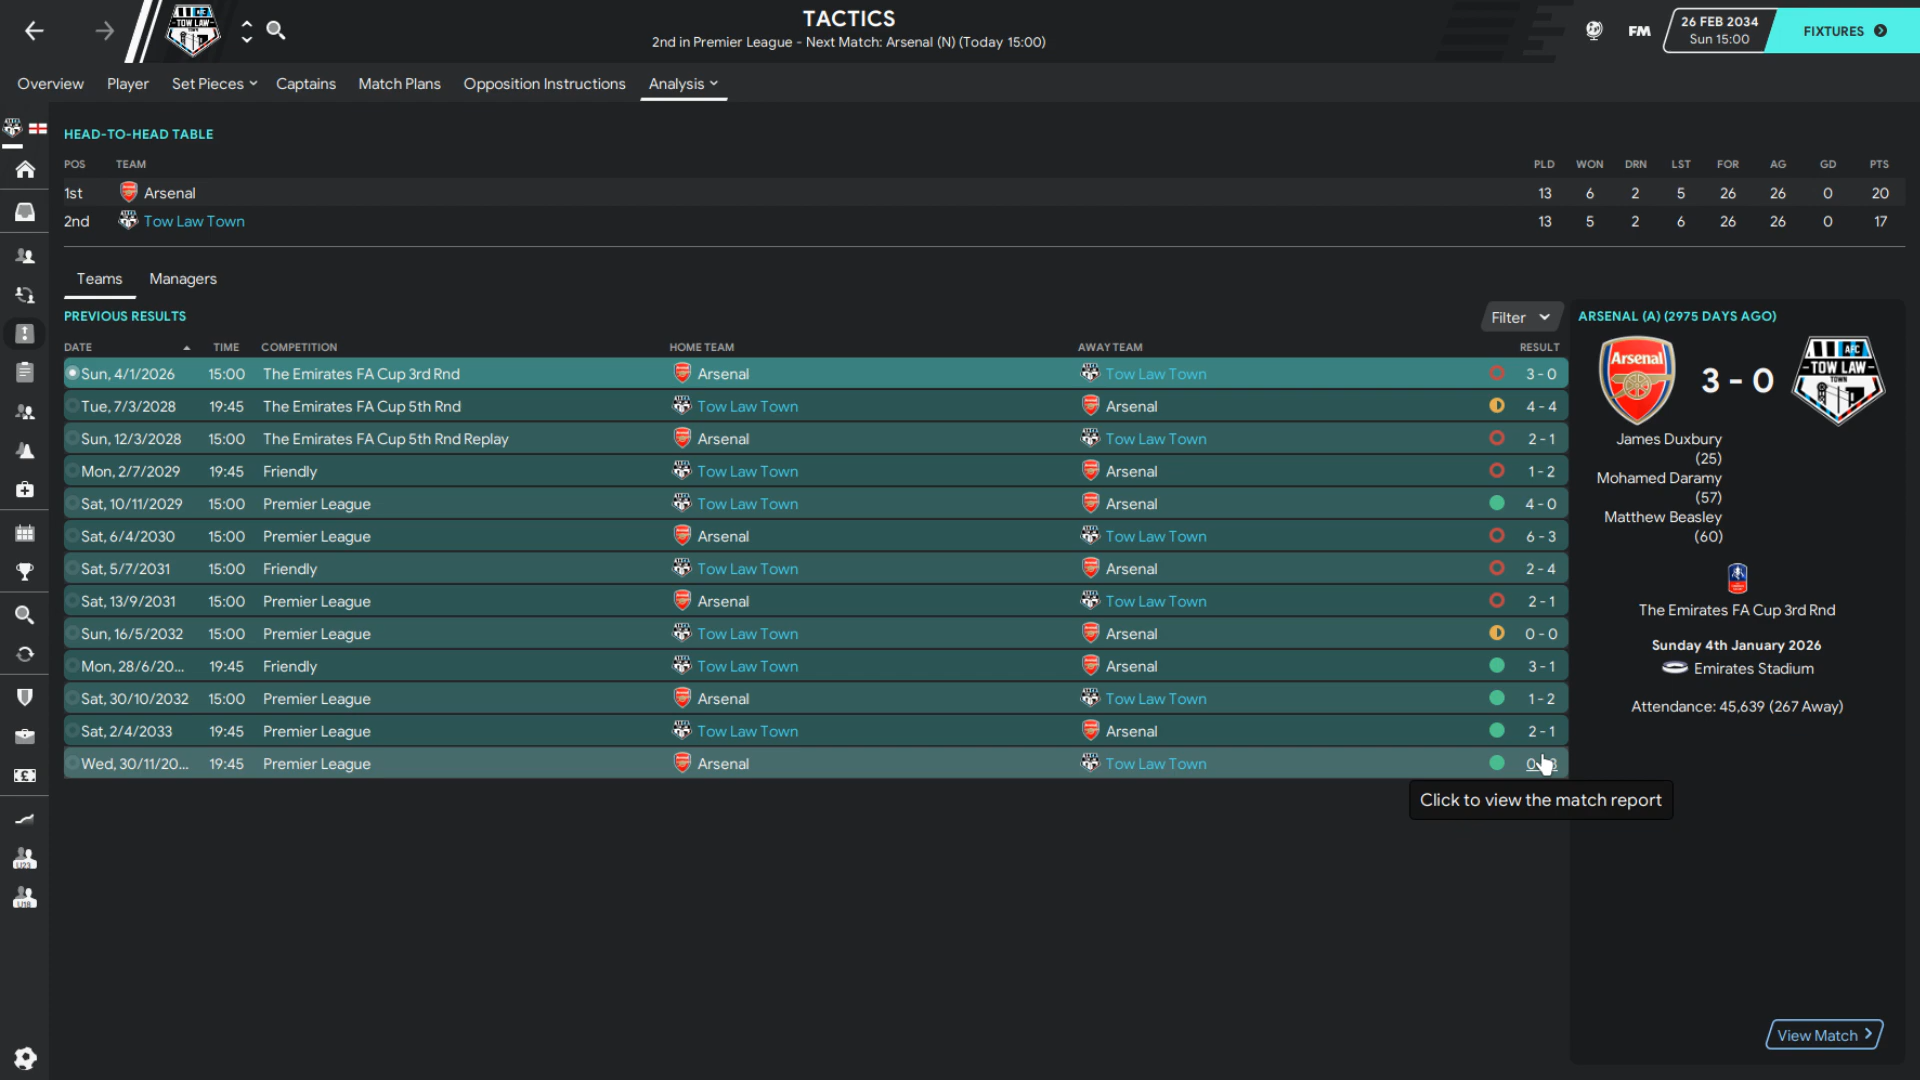 TACTICS
2nd in Premier League - Next Match: Arsenal (N) (Today 15:00)
FM
26 FEB 2034
Sun 15:00
FIXTURES
Overview Player Set Pieces Captains Match Plans Opposition Instructions Analysis
HEAD-TO-HEAD TABLE
POS TEAM PLD WON DRN LST FOR AG GD PTS
1st Arsenal 13 6 2 5 26 26 0 20
2nd Tow Law Town 13 5 2 6 26 26 0 17
Teams Managers
PREVIOUS RESULTS
Filter
DATE TIME COMPETITION HOME TEAM AWAY TEAM RESULT
Sun, 4/1/2026 15:00 The Emirates FA Cup 3rd Rnd Arsenal Tow Law Town 3 - 0
Tue, 7/3/2028 19:45 The Emirates FA Cup 5th Rnd Tow Law Town Arsenal 4 - 4
Sun, 12/3/2028 15:00 The Emirates FA Cup 5th Rnd Replay Arsenal Tow Law Town 2 - 1
Mon, 2/7/2029 19:45 Friendly Tow Law Town Arsenal 1 - 2
Sat, 10/11/2029 15:00 Premier League Tow Law Town Arsenal 4 - 0
Sat, 6/4/2030 15:00 Premier League Arsenal Tow Law Town 6 - 3
Sat, 5/7/2031 15:00 Friendly Tow Law Town Arsenal 2 - 4
Sat, 13/9/2031 15:00 Premier League Arsenal Tow Law Town 2 - 1
Sun, 16/5/2032 15:00 Premier League Tow Law Town Arsenal 0 - 0
Mon, 28/6/20... 19:45 Friendly Tow Law Town Arsenal 3 - 1
Sat, 30/10/2032 15:00 Premier League Arsenal Tow Law Town 1 - 2
Sat, 2/4/2033 19:45 Premier League Tow Law Town Arsenal 2 - 1
Wed, 30/11/20... 19:45 Premier League Arsenal Tow Law Town
Click to view the match report
ARSENAL (A) (2975 DAYS AGO)
Arsenal
3 - 0
AFC
TOW LAW
TOWN
James Duxbury
(25)
Mohamed Daramy
(57)
Matthew Beasley
(60)
The Emirates FA Cup 3rd Rnd
Sunday 4th January 2026
Emirates Stadium
Attendance: 45,639 (267 Away)
View Match
U23
U18